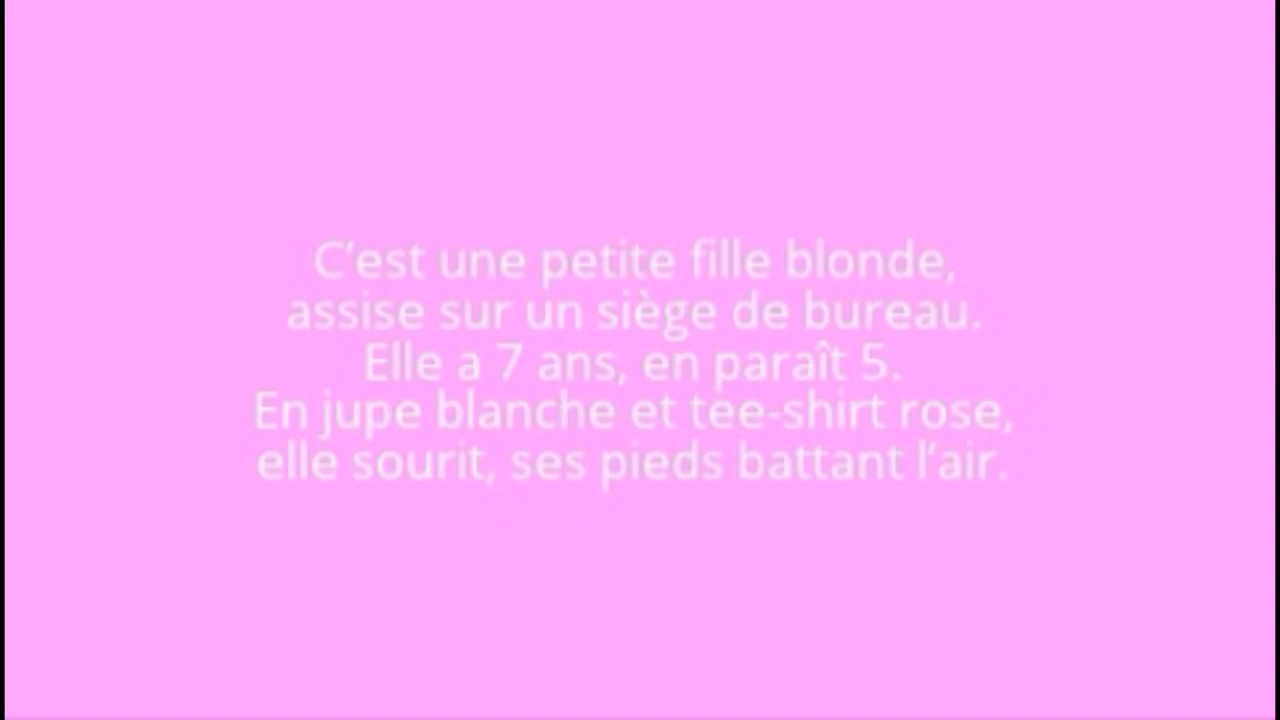 C’est une petite fille blonde,
assise sur un siège de bureau.
Elle a 7 ans, en paraît 5.
En jupe blanche et tee-shirt rose,
elle sourit, ses pieds battant l’air.